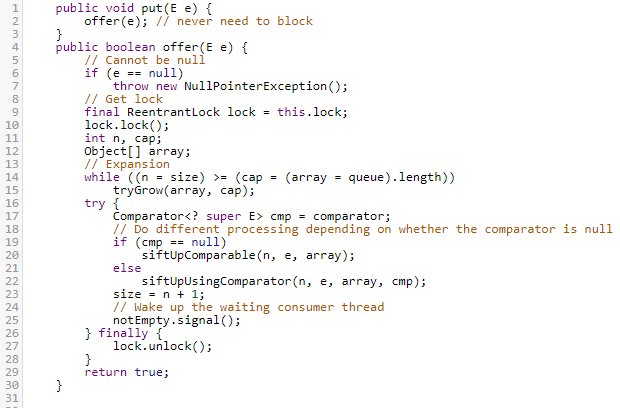 1 public void put(E e) {
2 offer(e); // never need to block
3 }
4 public boolean offer(E e) {
5 // Cannot be null
6 if (e == null)
7 throw new NullPointerException();
8 // Get lock
9 final ReentrantLock lock = this.lock;
10 lock.lock();
11 int n, cap;
12 Object[] array;
13 // Expansion
14 while ((n = size) >= (cap = (array = queue).length))
15 tryGrow(array, cap);
16 try {
17 Comparator<? super E> cmp = comparator;
18 // Do different processing depending on whether the comparator is null
19 if (cmp == null)
20 siftUpComparable(n, e, array);
21 else
22 siftUpUsingComparator(n, e, array, cmp);
23 size = n + 1;
24 // Wake up the waiting consumer thread
25 notEmpty.signal();
26 } finally {
27 lock.unlock();
28 }
29 return true;
30 }
31